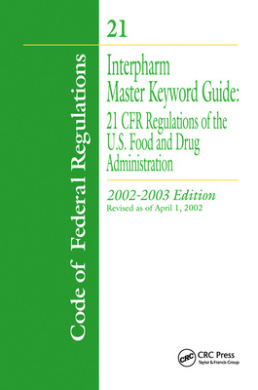 21
Code of Federal Regulations
Interpharm
Master Keyword Guide:
21 CFR Regulations of the
U.S. Food and Drug
Administration
2002-2003 Edition
Revised as of April 1, 2002
CRC
CRC Press
Taylor & Francis Group